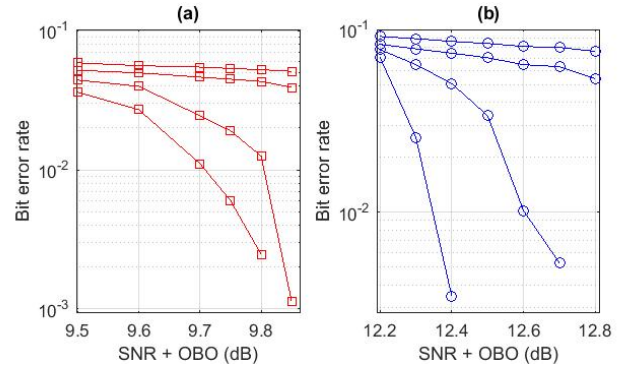 (a)
10^-1
10^-2
10^-3
Bit error rate
9.5 9.6 9.7 9.8
SNR + OBO (dB)
(b)
10^-1
10^-2
Bit error rate
12.2 12.4 12.6 12.8
SNR + OBO (dB)